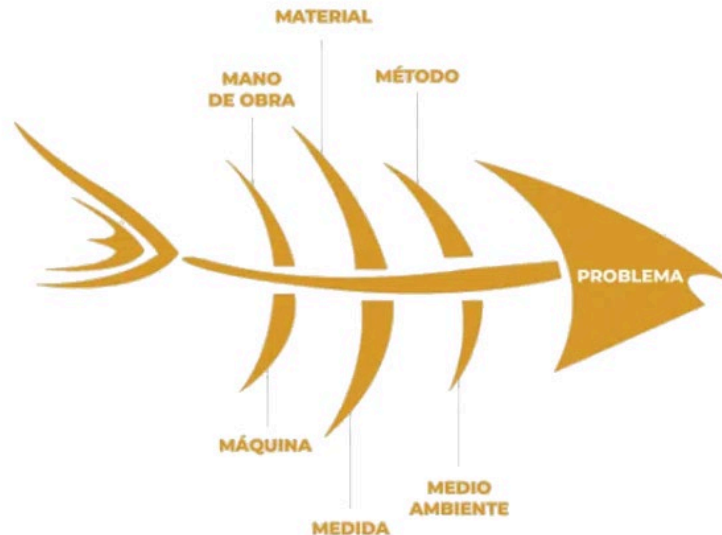 MATERIAL
MANO
DE OBRA
MÉTODO
PROBLEMA
MÁQUINA
MEDIDA
MEDIO
AMBIENTE